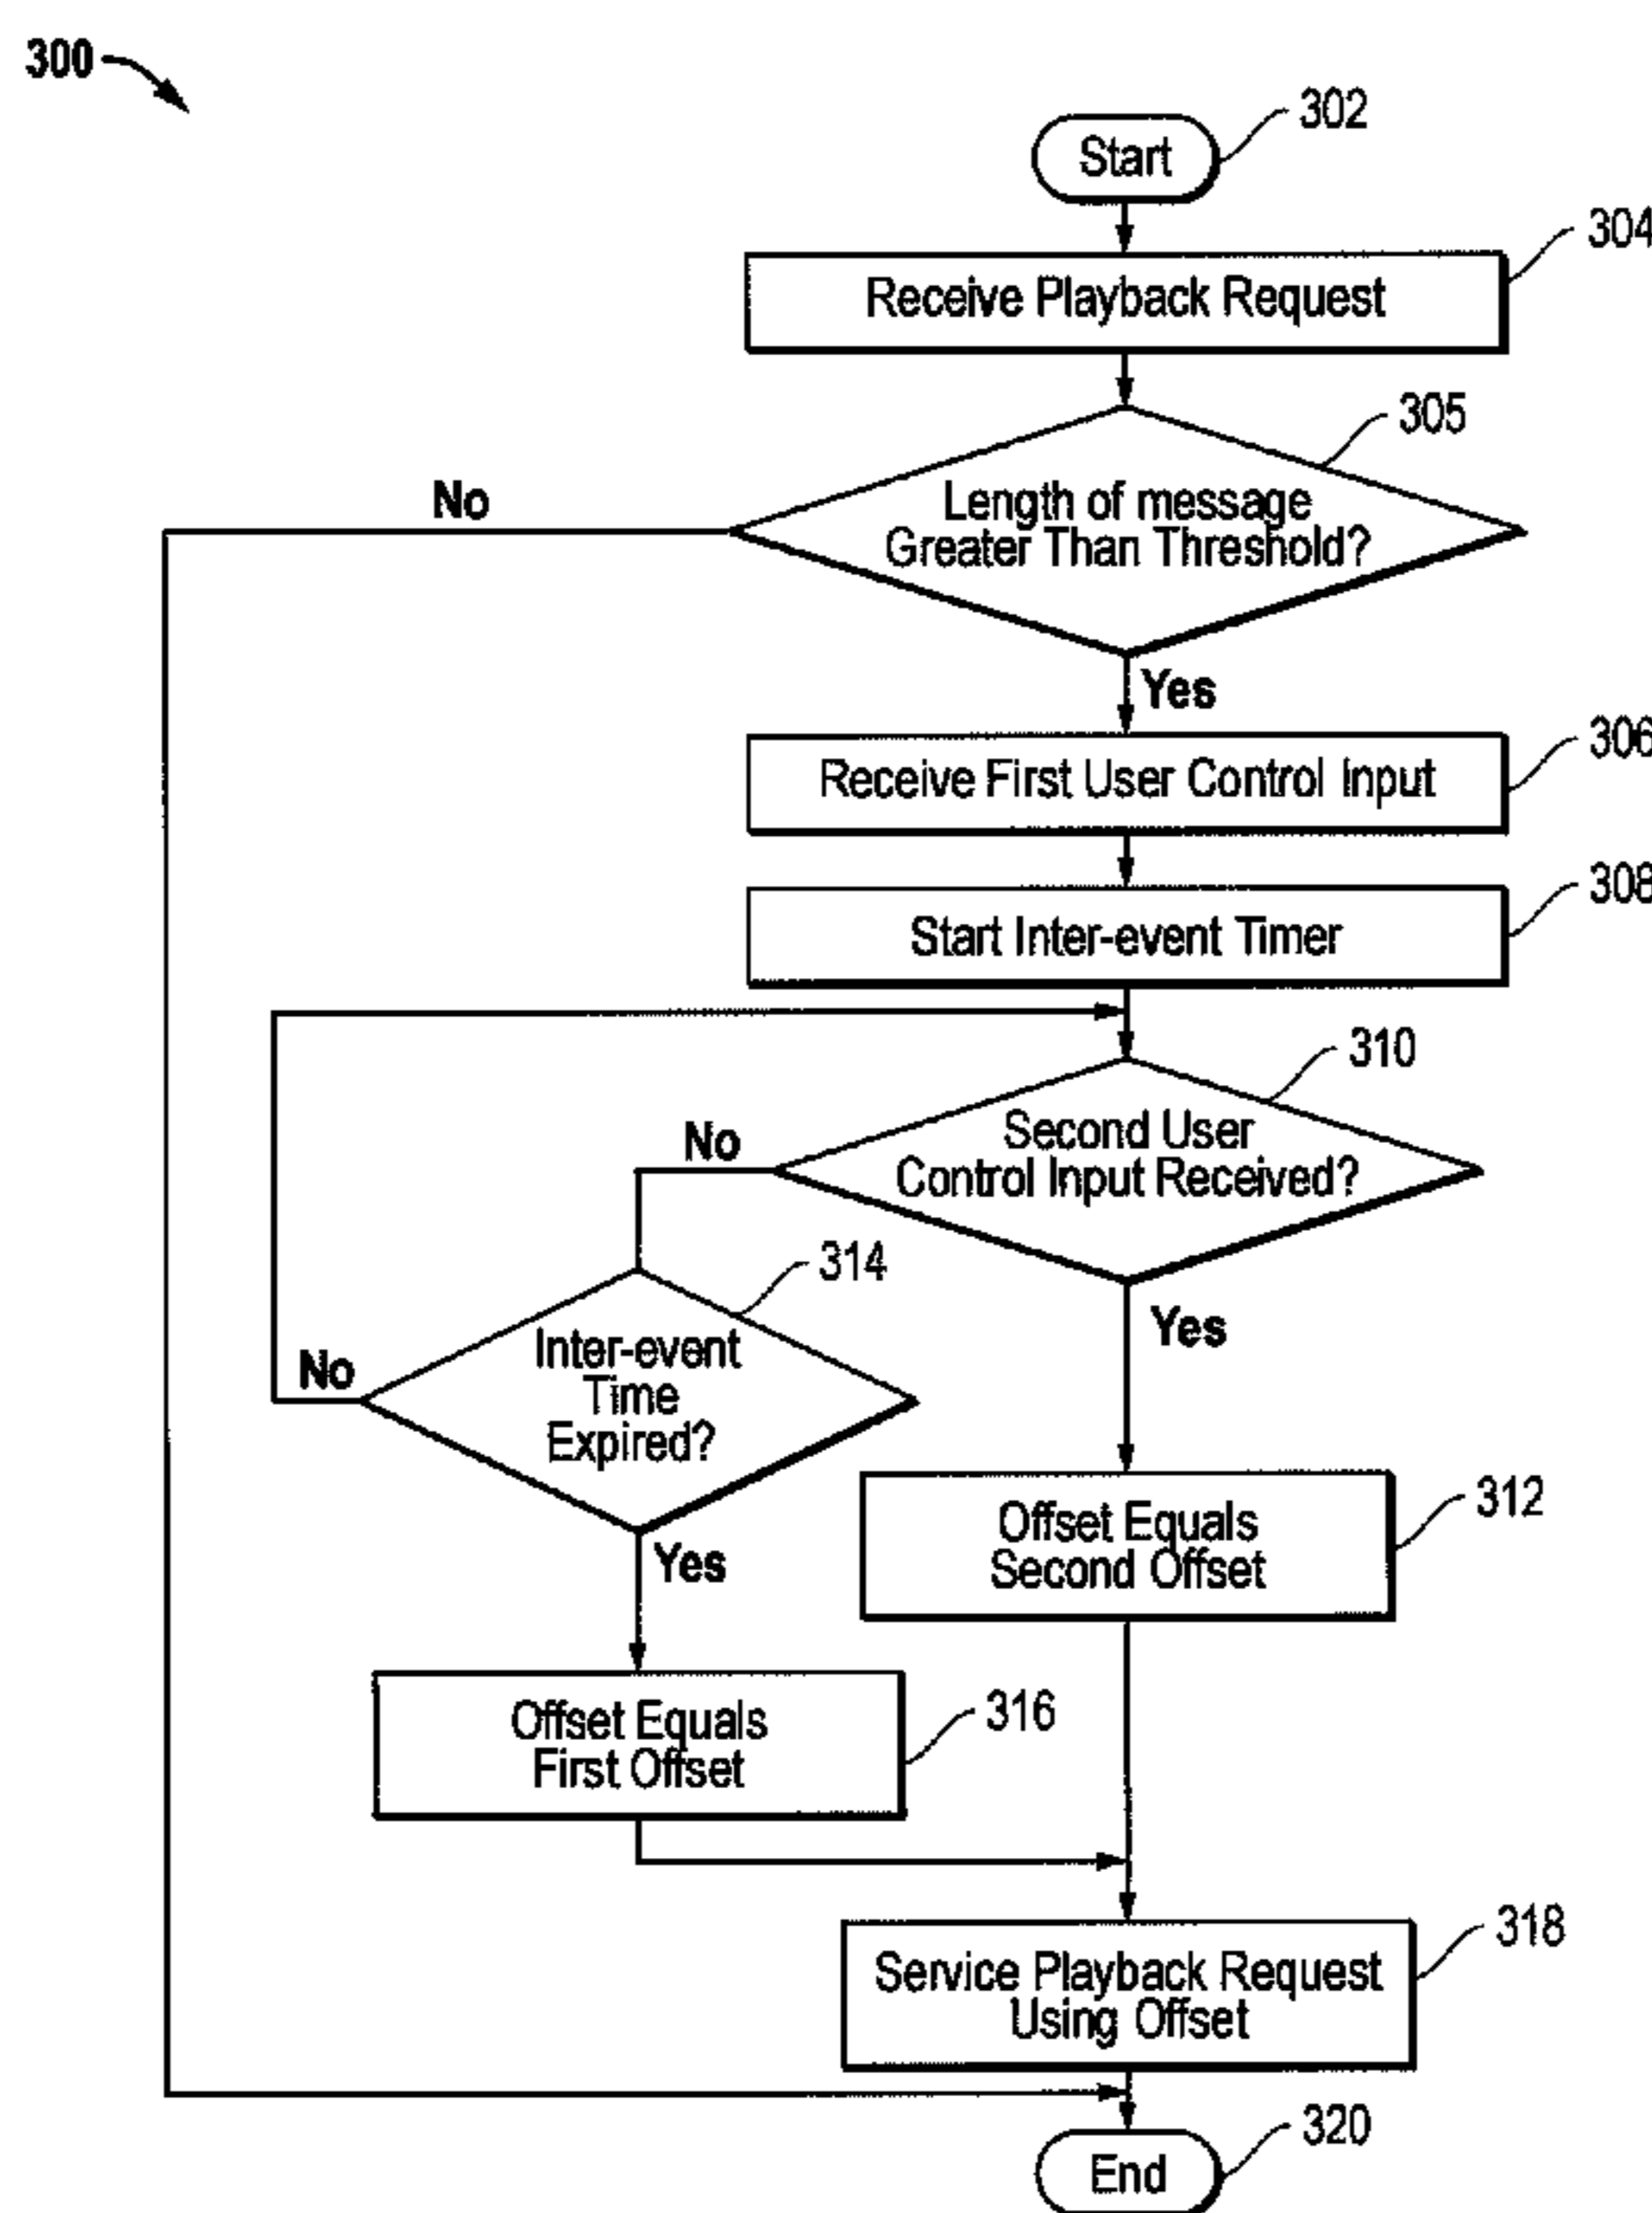 300
302
Start
304
Receive Playback Request
305
Length of message
Greater Than Threshold?
No
Yes
306
Receive First User Control Input
308
Start Inter-event Timer
310
Second User
Control Input Received?
No
Yes
314
Inter-event
Time
Expired?
No
Yes
312
Offset Equals
Second Offset
316
Offset Equals
First Offset
318
Service Playback Request
Using Offset
320
End